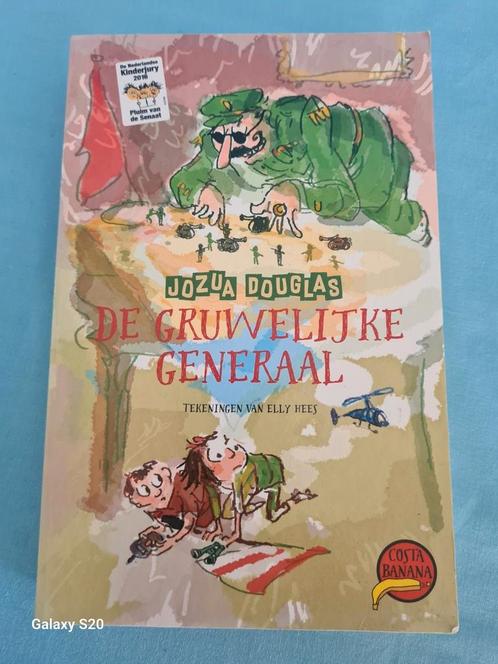 De Nederlandse
Kinderjury
2016
Pluim van
de Senaat
JOZUA DOUGLAS
DE GRUWELIJKE
GENERAAL
TEKENINGEN VAN ELLY HEES
COSTA
BANANA
Galaxy S20